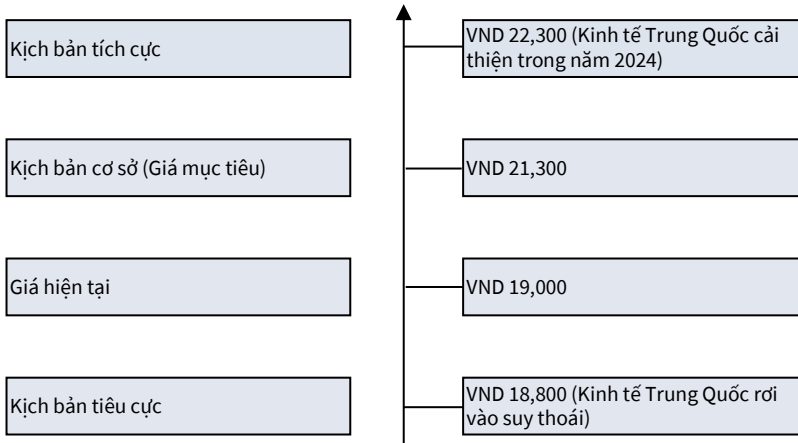 Kịch bản tích cực
VND 22,300 (Kinh tế Trung Quốc cải
thiện trong năm 2024)
Kịch bản cơ sở (Giá mục tiêu)
VND 21,300
Giá hiện tại
VND 19,000
Kịch bản tiêu cực
VND 18,800 (Kinh tế Trung Quốc rơi
vào suy thoái)